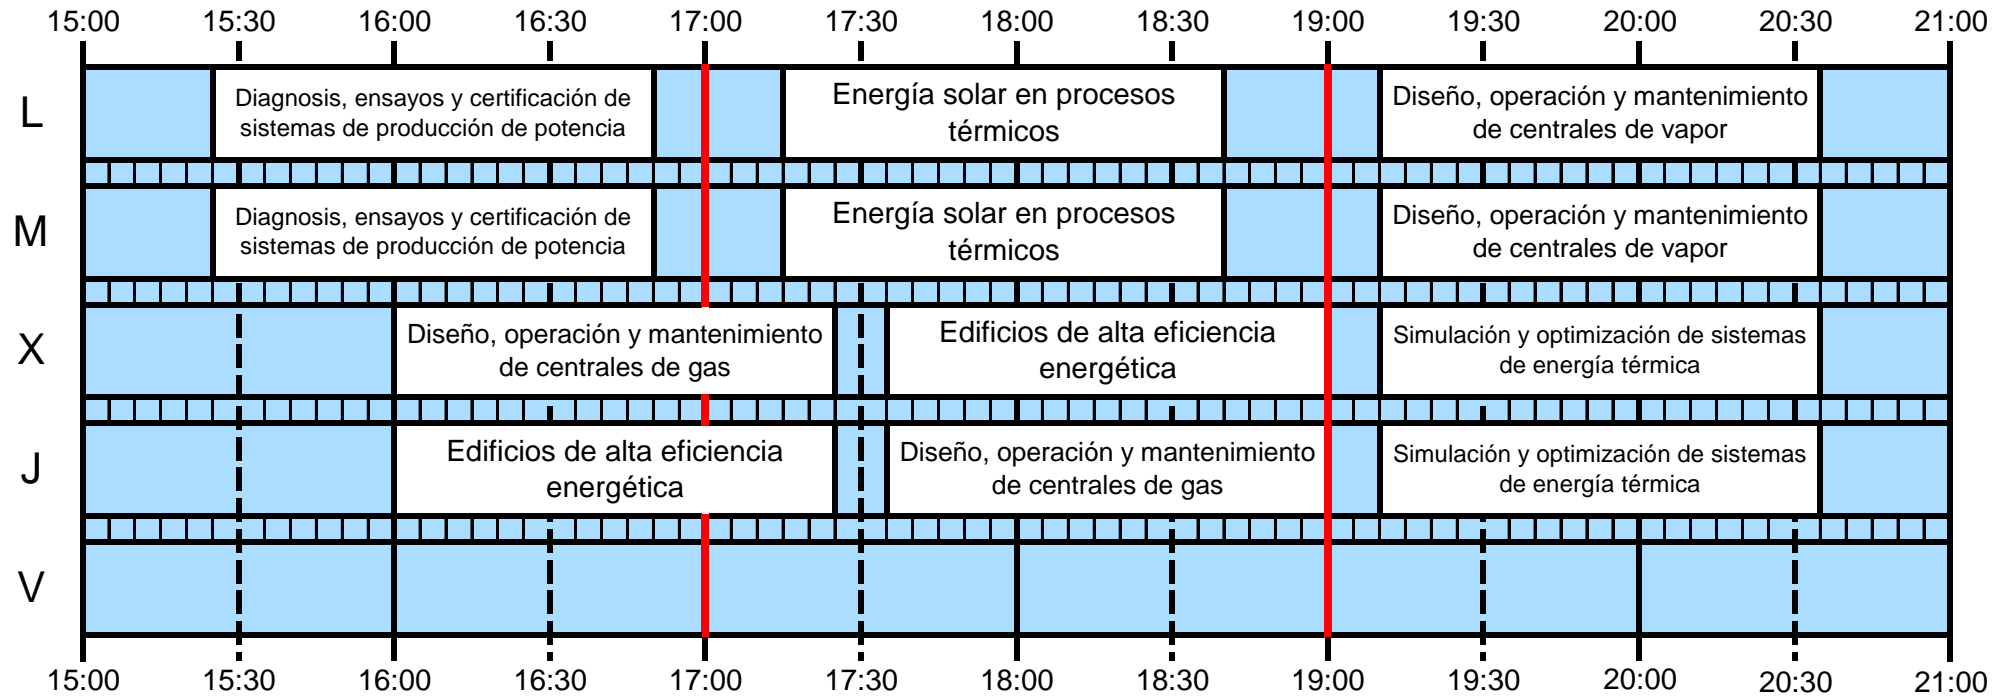 15:00 15:30 16:00 16:30 17:00 17:30 18:00 18:30 19:00 19:30 20:00 20:30 21:00
L
Diagnosis, ensayos y certificación de
sistemas de producción de potencia
Energía solar en procesos
térmicos
Diseño, operación y mantenimiento
de centrales de vapor
M
Diagnosis, ensayos y certificación de
sistemas de producción de potencia
Energía solar en procesos
térmicos
Diseño, operación y mantenimiento
de centrales de vapor
X
Diseño, operación y mantenimiento
de centrales de gas
Edificios de alta eficiencia
energética
Simulación y optimización de sistemas
de energía térmica
J
Edificios de alta eficiencia
energética
Diseño, operación y mantenimiento
de centrales de gas
Simulación y optimización de sistemas
de energía térmica
V
15:00 15:30 16:00 16:30 17:00 17:30 18:00 18:30 19:00 19:30 20:00 20:30 21:00